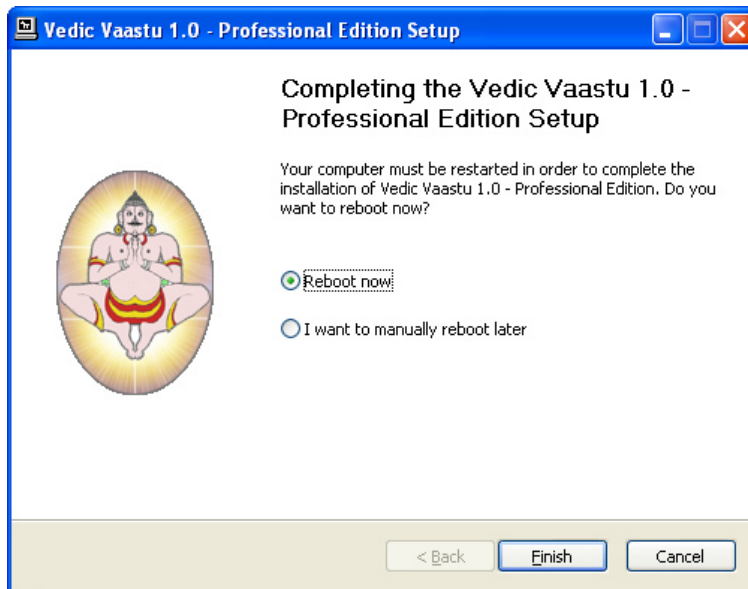 Vedic Vaastu 1.0 - Professional Edition Setup
Completing the Vedic Vaastu 1.0 -
Professional Edition Setup
Your computer must be restarted in order to complete the
installation of Vedic Vaastu 1.0 - Professional Edition. Do you
want to reboot now?
Reboot now
I want to manually reboot later
< Back Finish Cancel